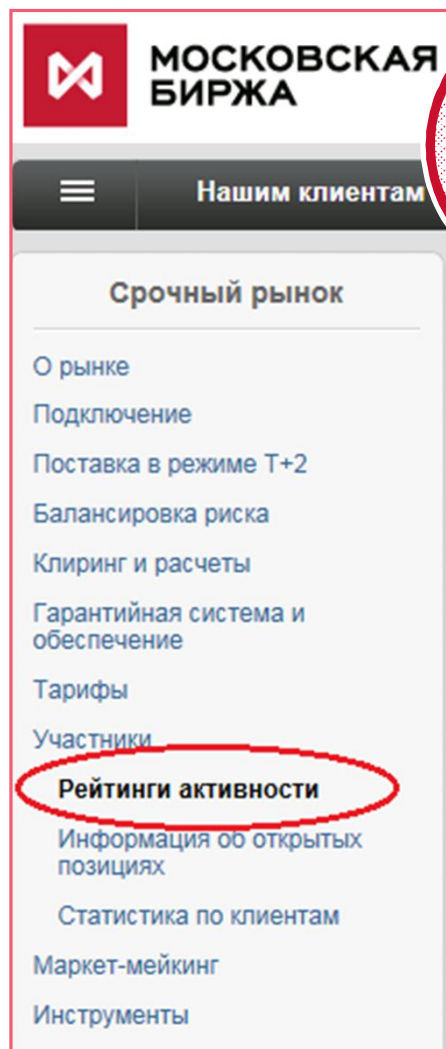 МОСКОВСКАЯ
БИРЖА
Нашим клиентам
Срочный рынок
О рынке
Подключение
Поставка в режиме Т+2
Балансировка риска
Клиринг и расчеты
Гарантийная система и
обеспечение
Тарифы
Участники
Рейтинги активности
Информация об открытых
позициях
Статистика по клиентам
Маркет-мейкинг
Инструменты